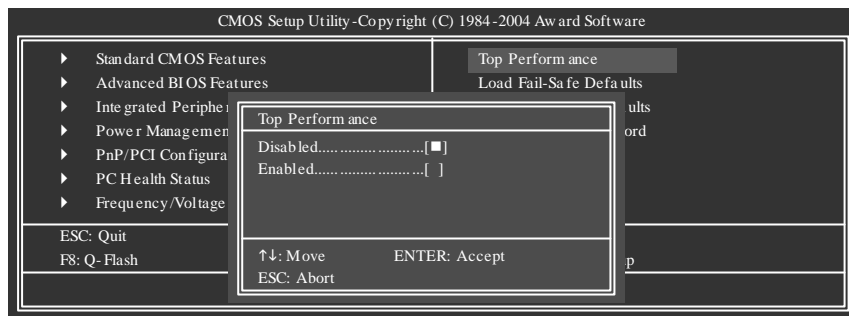 CMOS Setup Utility-Copyright (C) 1984-2004 Award Software
Standard CMOS Features
Advanced BIOS Features
Integrated Periphe
Power Managemen
PnP/PCI Configura
PC Health Status
Frequency/Voltage
Top Performance
Load Fail-Safe Defaults
ults
ord
ESC: Quit
F8: Q-Flash
p
Top Performance
Disabled........................[■]
Enabled........................[ ]
↑↓: Move ENTER: Accept
ESC: Abort